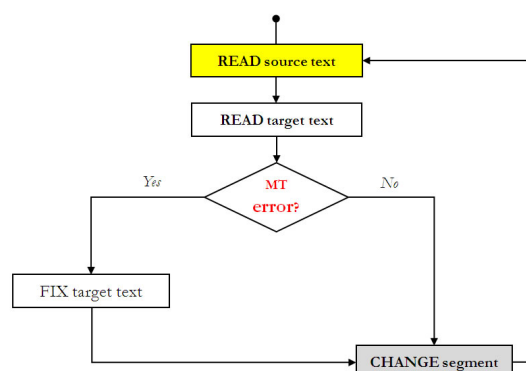 READ source text
READ target text
Yes
MT
No
error?
FIX target text
CHANGE segment